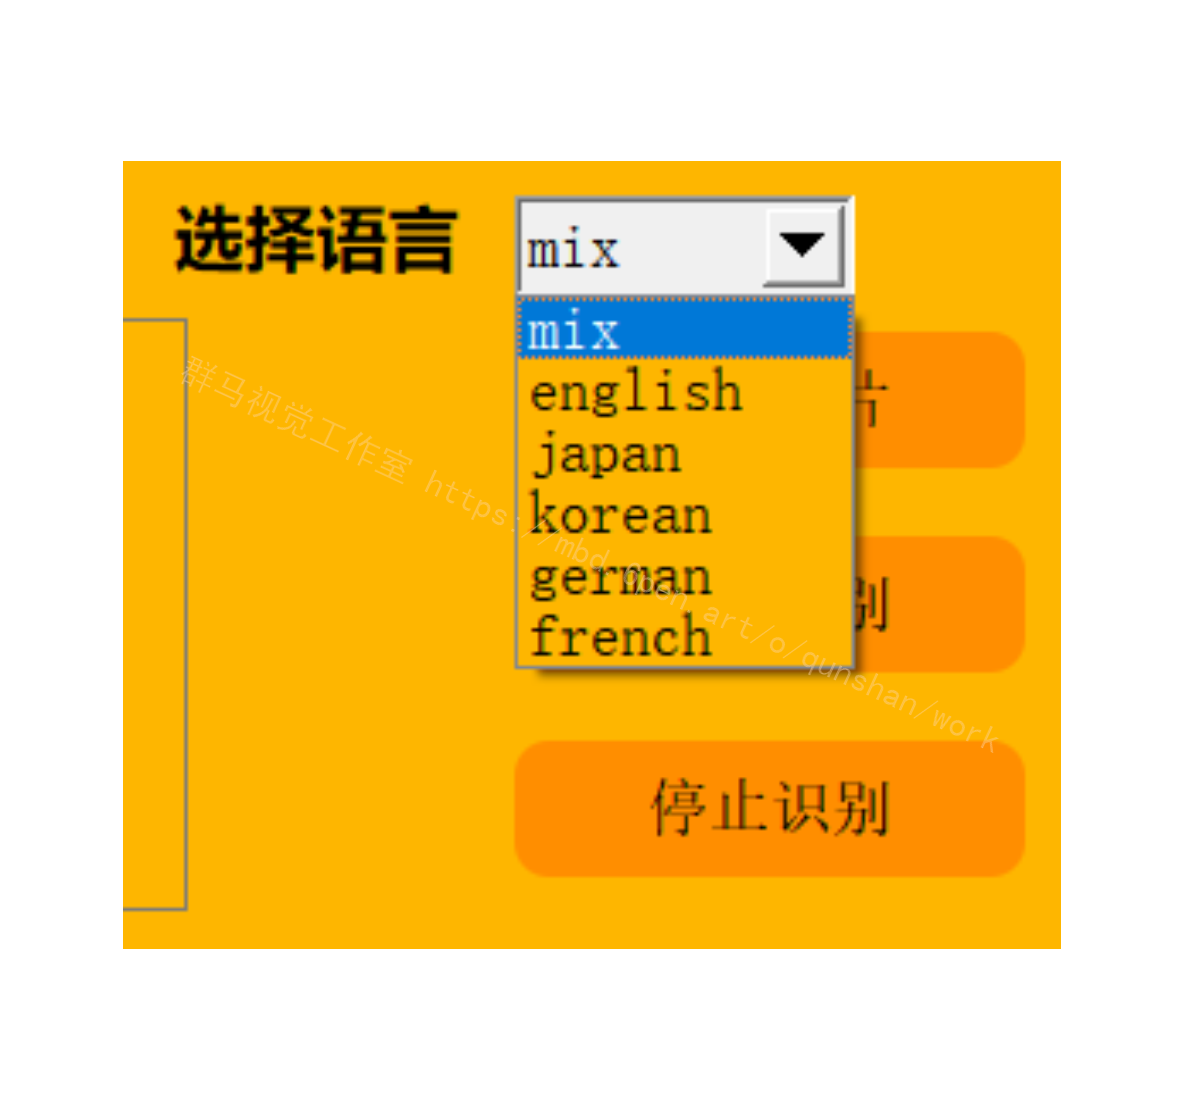 选择语言
mix
mix
english
japan
korean
german
french
片
别
停止识别
群马视觉工作室 https://mbd.open art/o/qunshan/work